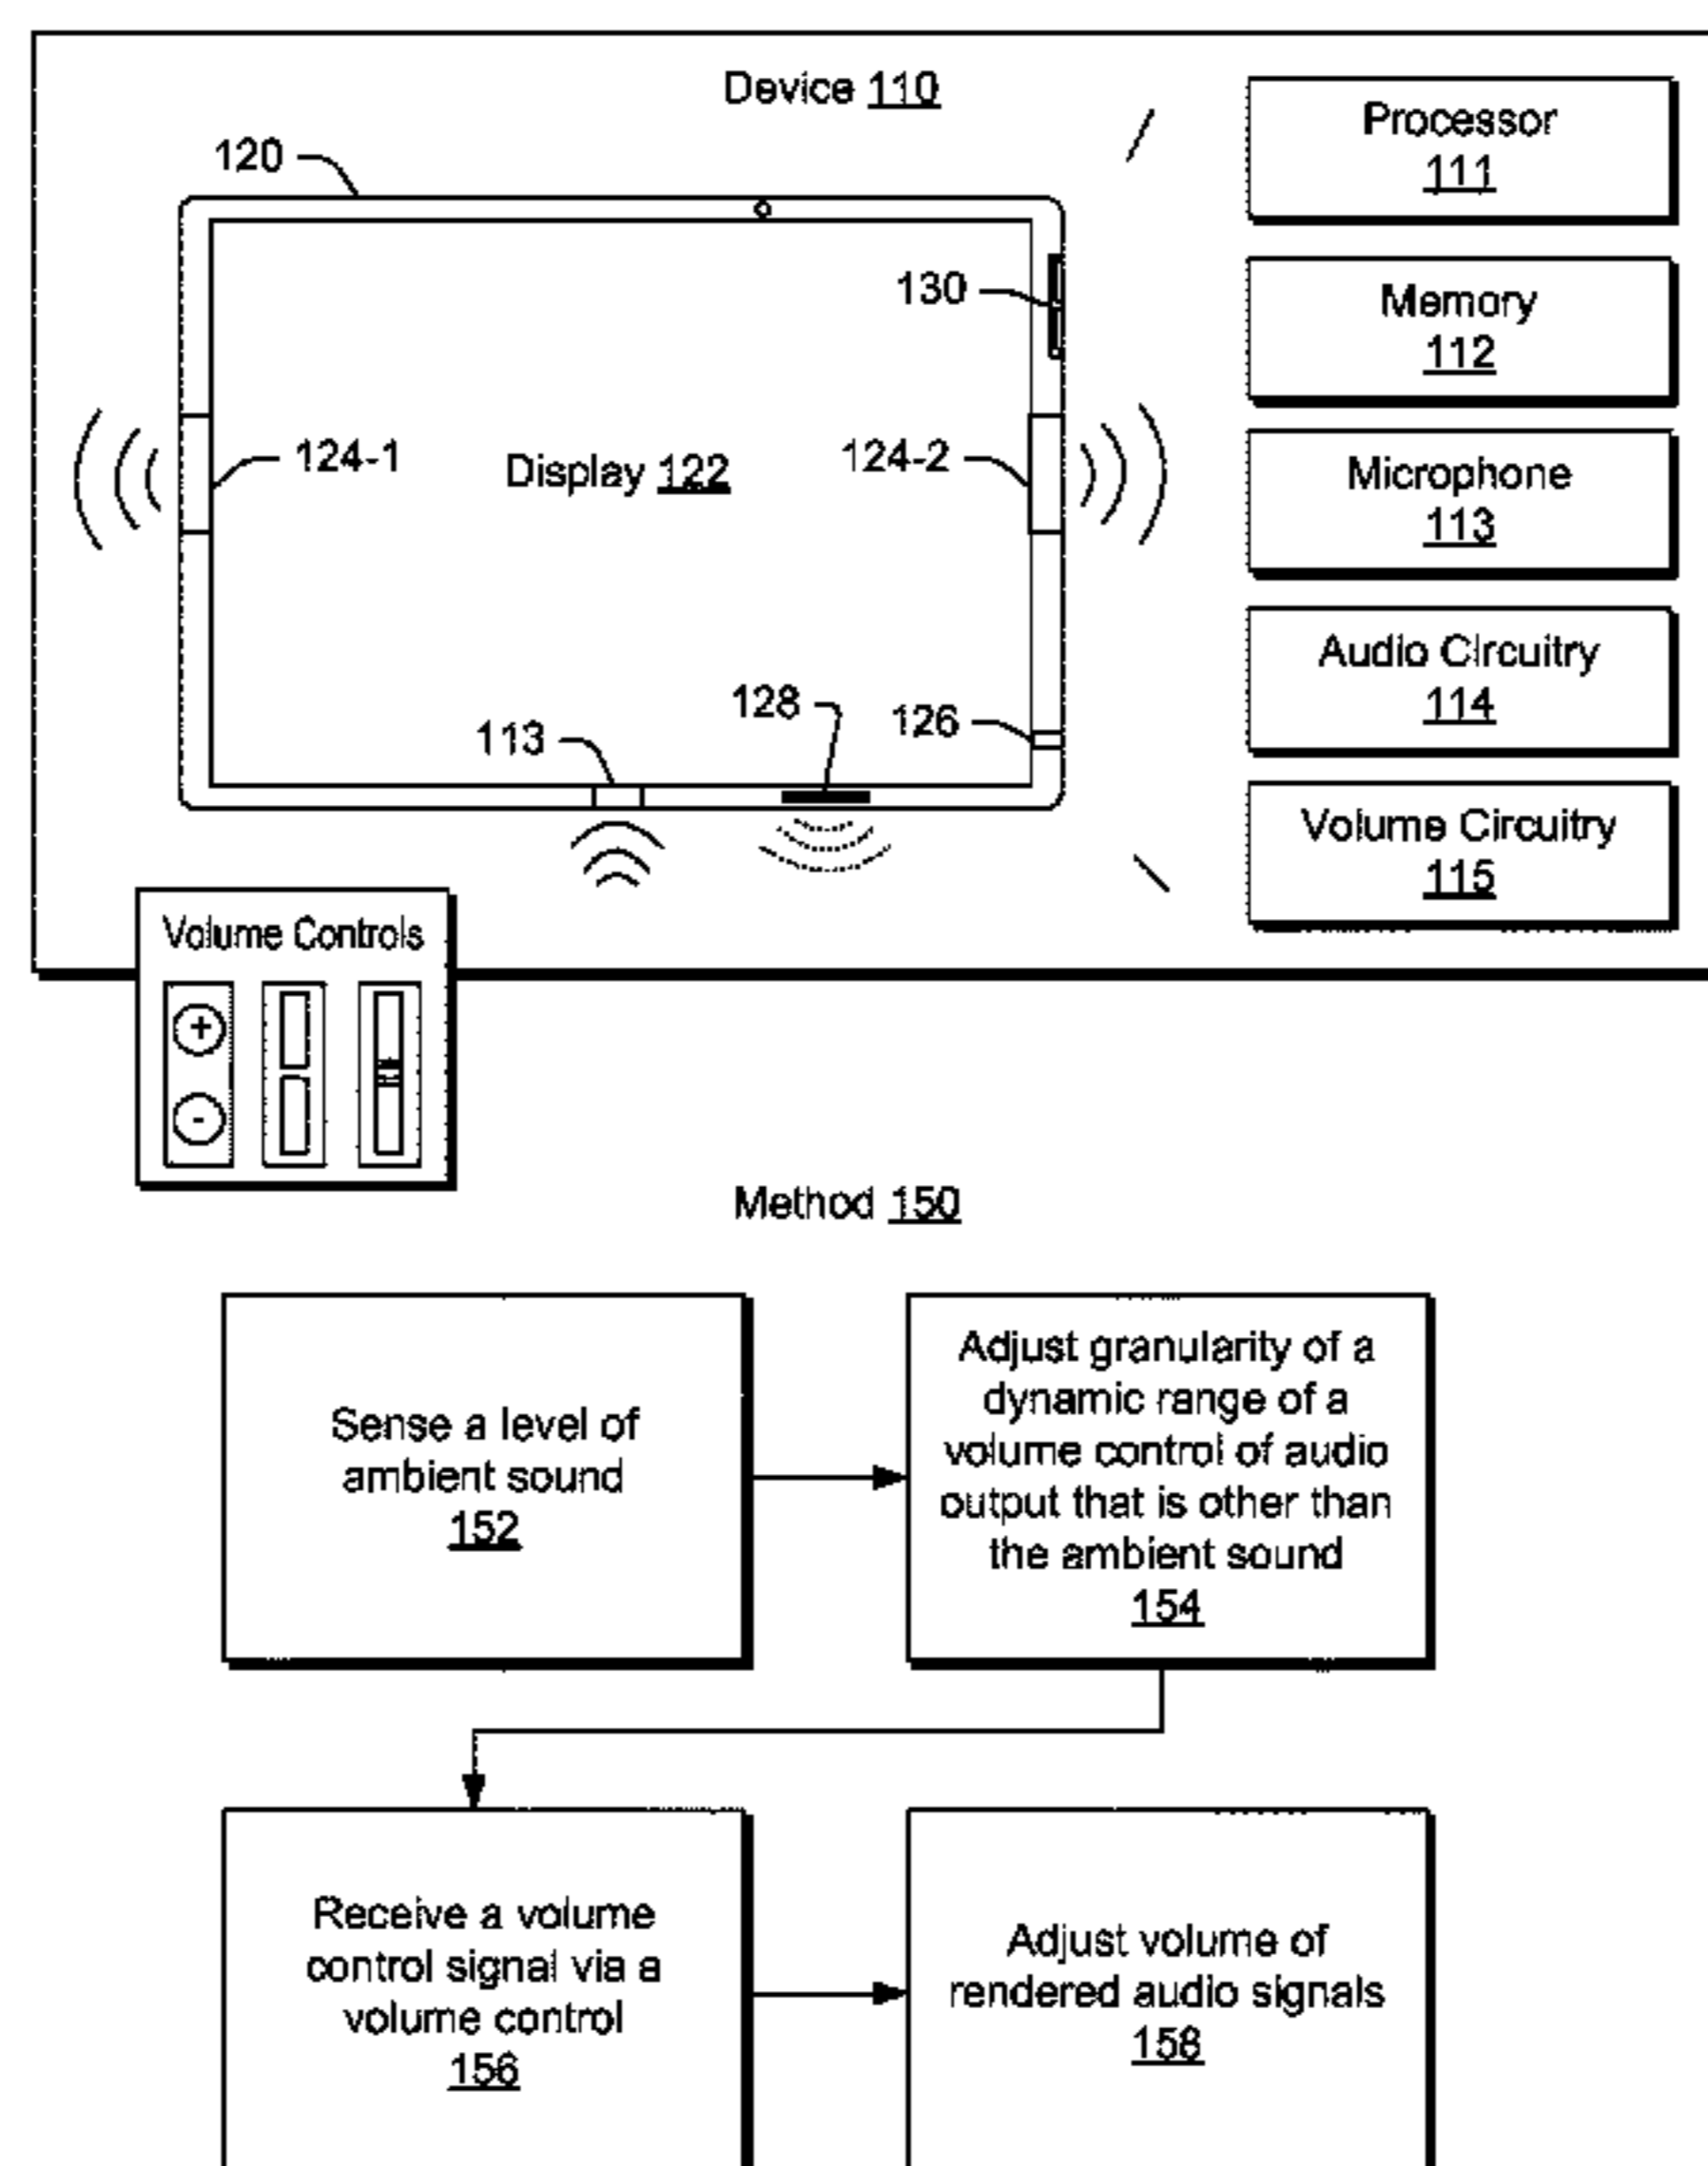 Device 110
120
130
124-1
Display 122
124-2
128
126
113
Processor
111
Memory
112
Microphone
113
Audio Circuitry
114
Volume Circuitry
115
Volume Controls
+
-
Method 150
Sense a level of
ambient sound
152
Adjust granularity of a
dynamic range of a
volume control of audio
output that is other than
the ambient sound
154
Receive a volume
control signal via a
volume control
156
Adjust volume of
rendered audio signals
158